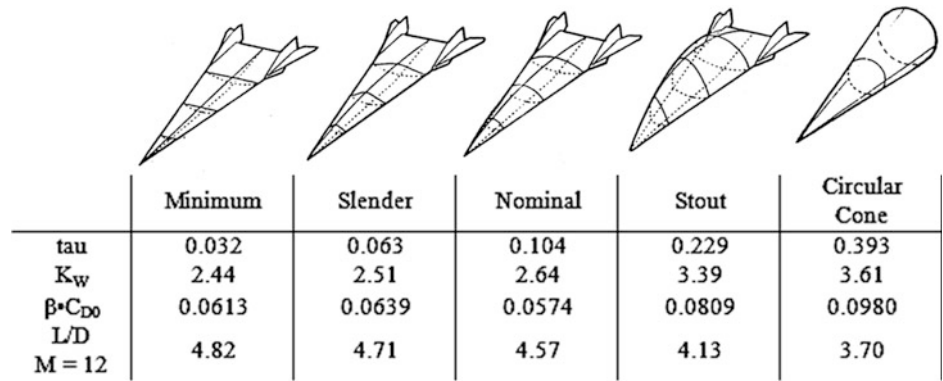 Minimum Slender Nominal Stout Circular Cone
tau 0.032 0.063 0.104 0.229 0.393
K_W 2.44 2.51 2.64 3.39 3.61
β•C_D0 0.0613 0.0639 0.0574 0.0809 0.0980
L/D M = 12 4.82 4.71 4.57 4.13 3.70